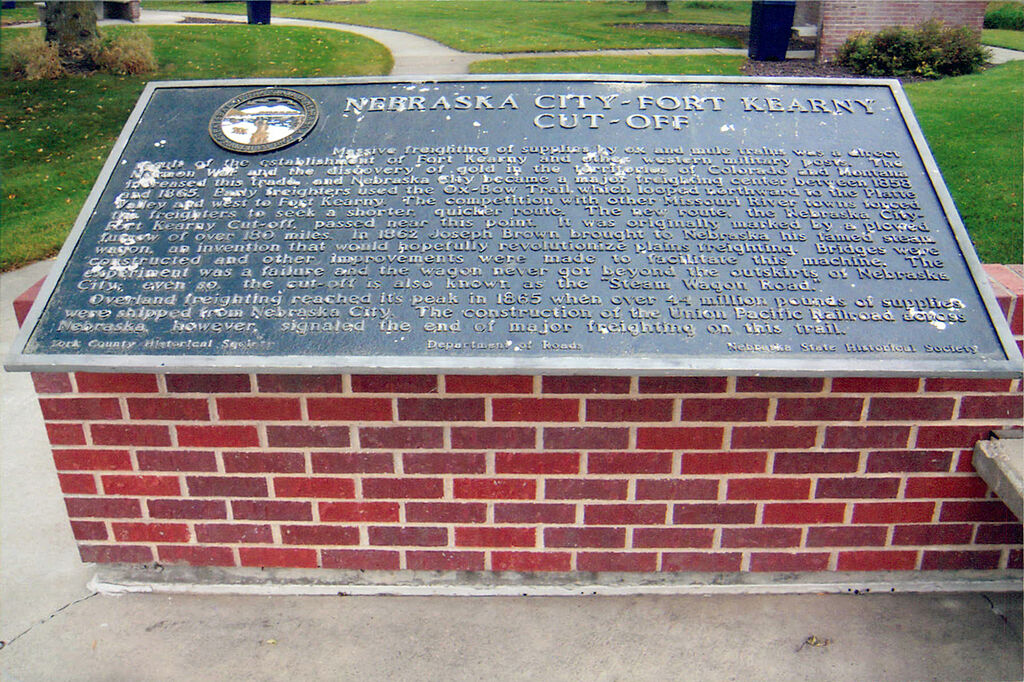 NEBRASKA CITY-FORT KEARNY
CUT-OFF
Massive freighting of supplies by ox and mule trains was a direct
result of the establishment of Fort Kearny and other western military posts. The
Mormon War and the discovery of gold in the territories of Colorado and Montana
increased this trade, and Nebraska City became a major freighting center between 1858
and 1865. Early freighters used the Ox-Bow Trail which looped northward to the Platte
Valley and west to Fort Kearny. The competition with other Missouri River towns forced
the freighters to seek a shorter, quicker route. The new route, the Nebraska City-
Fort Kearny Cut-off, passed near this point. It was originally marked by a plowed
furrow of over 180 miles. In 1862 Joseph Brown brought to Nebraska his famed steam
wagon, an invention that would hopefully revolutionize plains freighting. Bridges were
constructed and other improvements were made to facilitate this machine. The
experiment was a failure and the wagon never got beyond the outskirts of Nebraska
City, even so, the cut-off is also known as the "Steam Wagon Road."
Overland freighting reached its peak in 1865 when over 44 million pounds of supplies
were shipped from Nebraska City. The construction of the Union Pacific Railroad across
Nebraska, however, signaled the end of major freighting on this trail.
York County Historical Society Department of Roads Nebraska State Historical Society